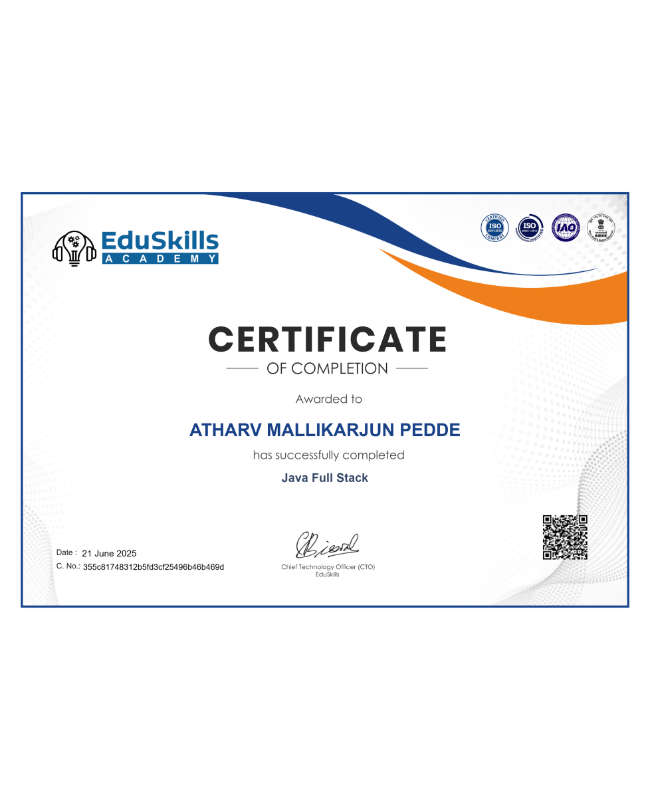 EduSkills
ACADEMY
ISO
ISO
IAO
CERTIFICATE
OF COMPLETION
Awarded to
ATHARV MALLIKARJUN PEDDE
has successfully completed
Java Full Stack
Date : 21 June 2025
C. No.: 355c81748312b5fd3cf25496b46b469d
Chief Technology Officer (CTO)
EduSkills